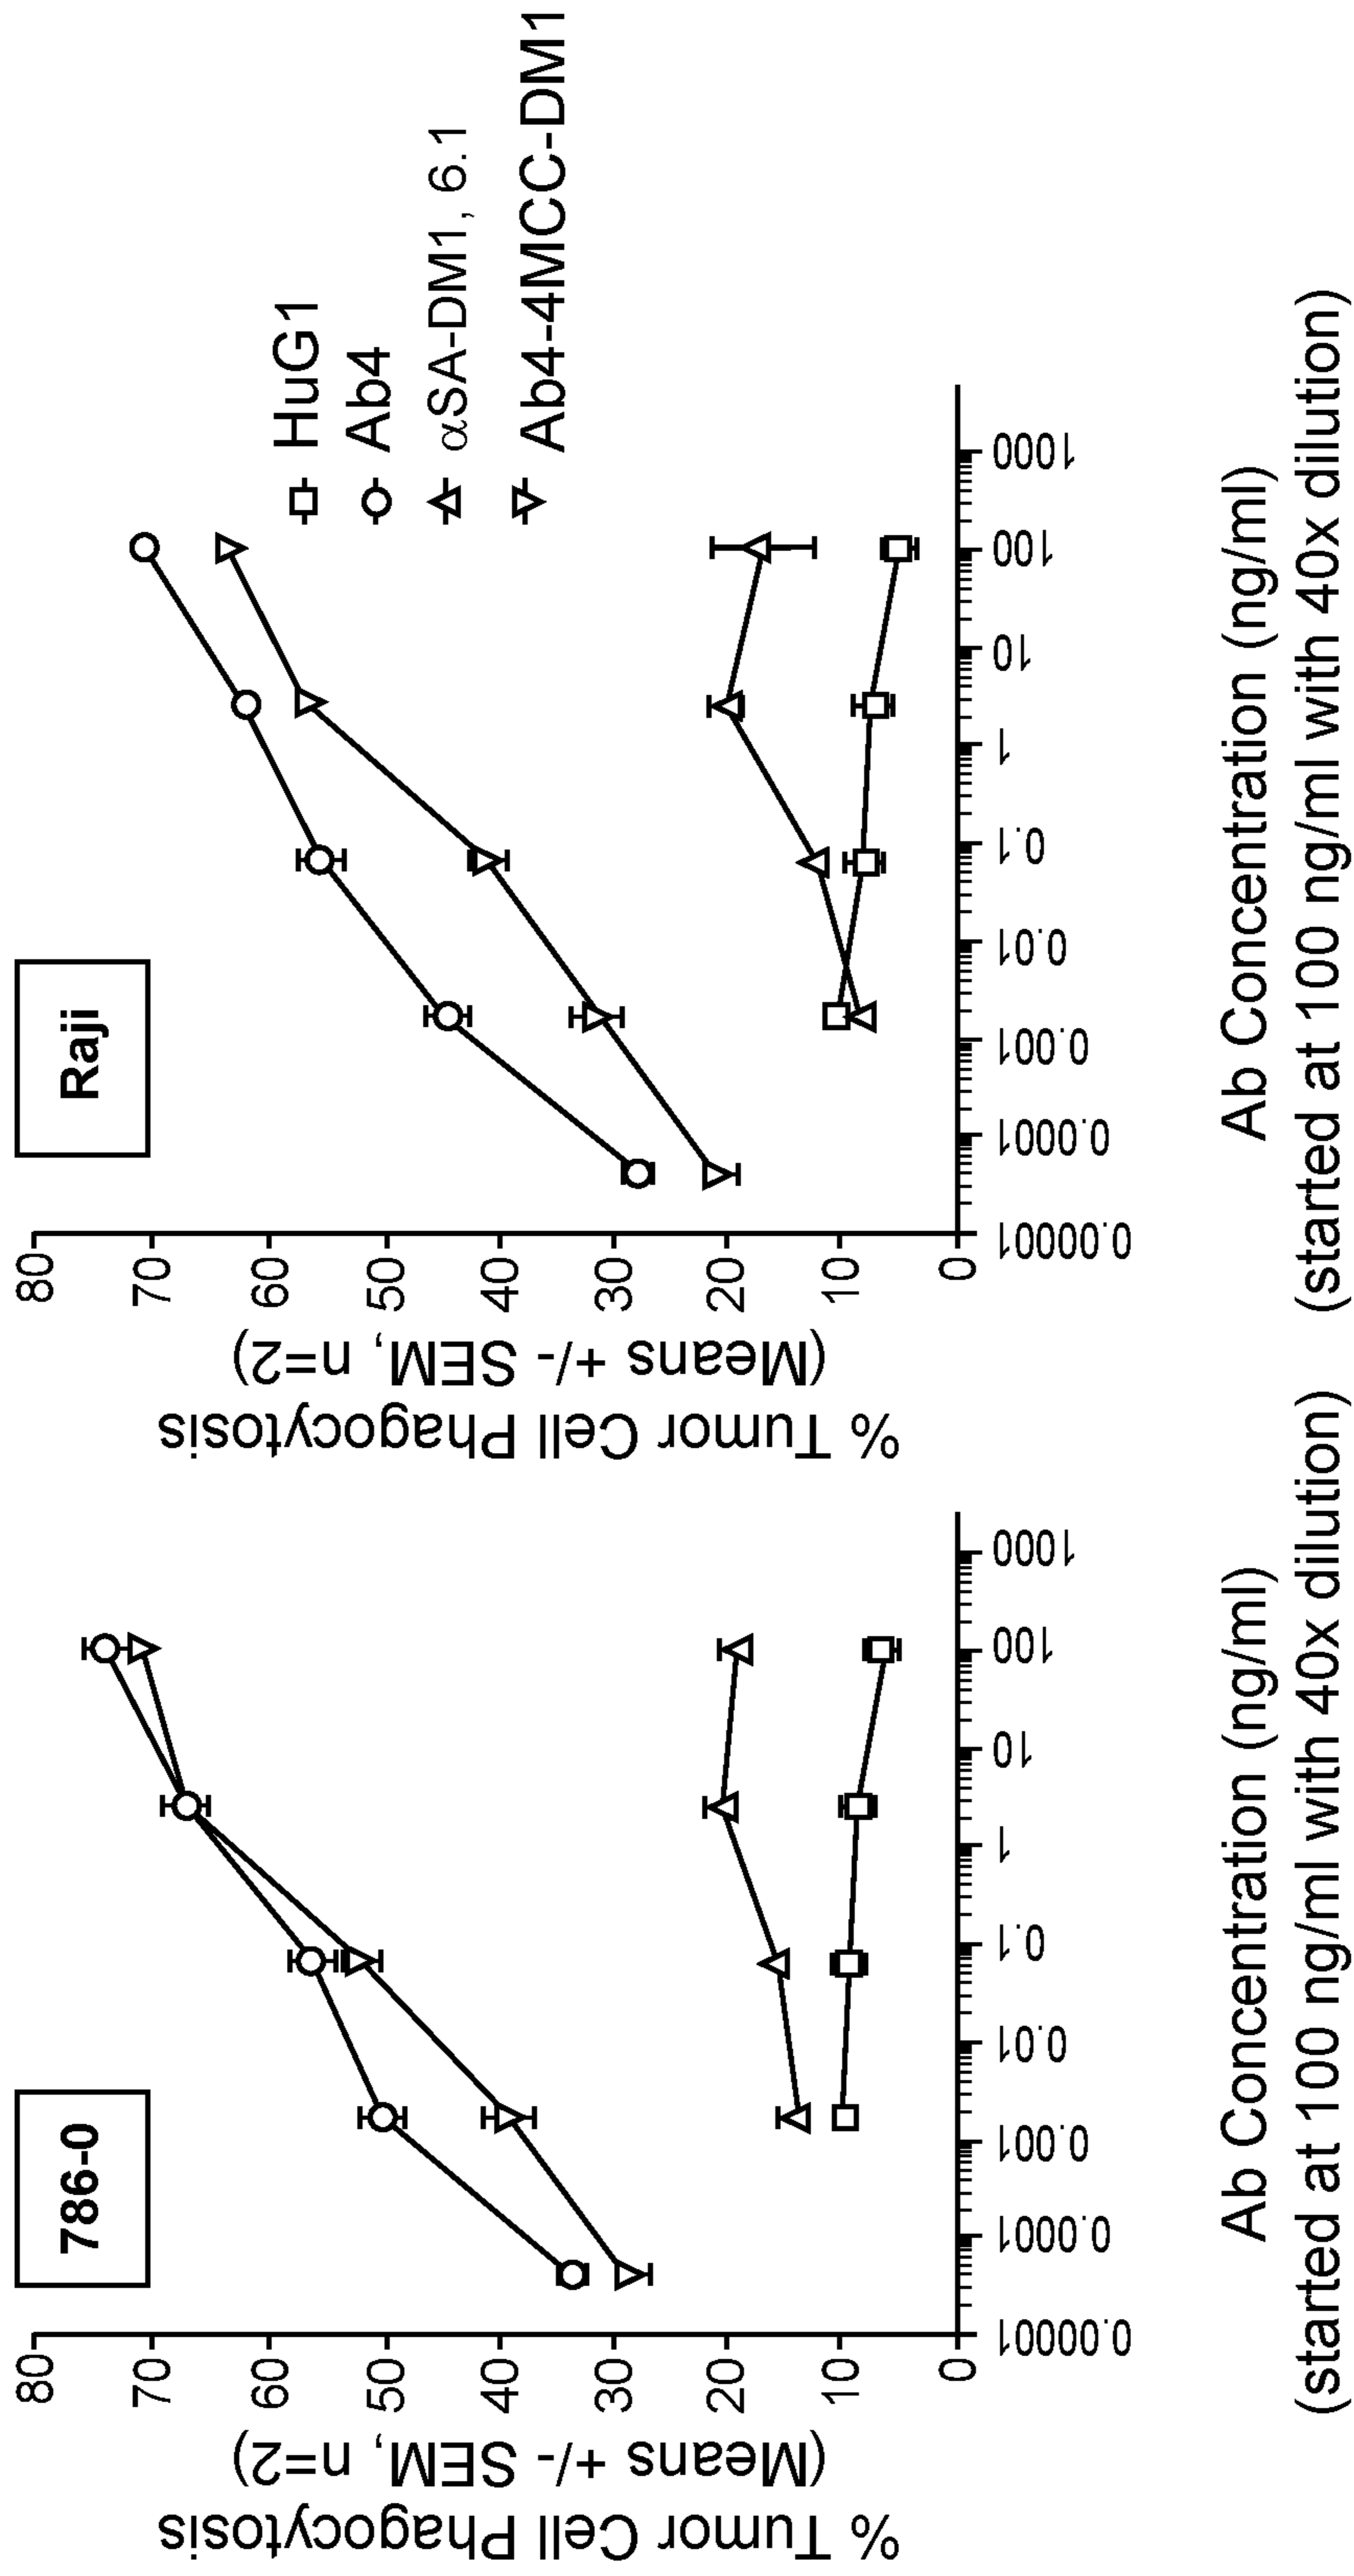 786-0
% Tumor Cell Phagocytosis
(Means +/- SEM, n=2)
80
70
60
50
40
30
20
10
0
0.00001
0.0001
0.001
0.01
0.1
1
10
100
1000
Ab Concentration (ng/ml)
(started at 100 ng/ml with 40x dilution)
Raji
% Tumor Cell Phagocytosis
(Means +/- SEM, n=2)
80
70
60
50
40
30
20
10
0
0.00001
0.0001
0.001
0.01
0.1
1
10
100
1000
Ab Concentration (ng/ml)
(started at 100 ng/ml with 40x dilution)
HuG1
Ab4
αSA-DM1, 6.1
Ab4-4MCC-DM1